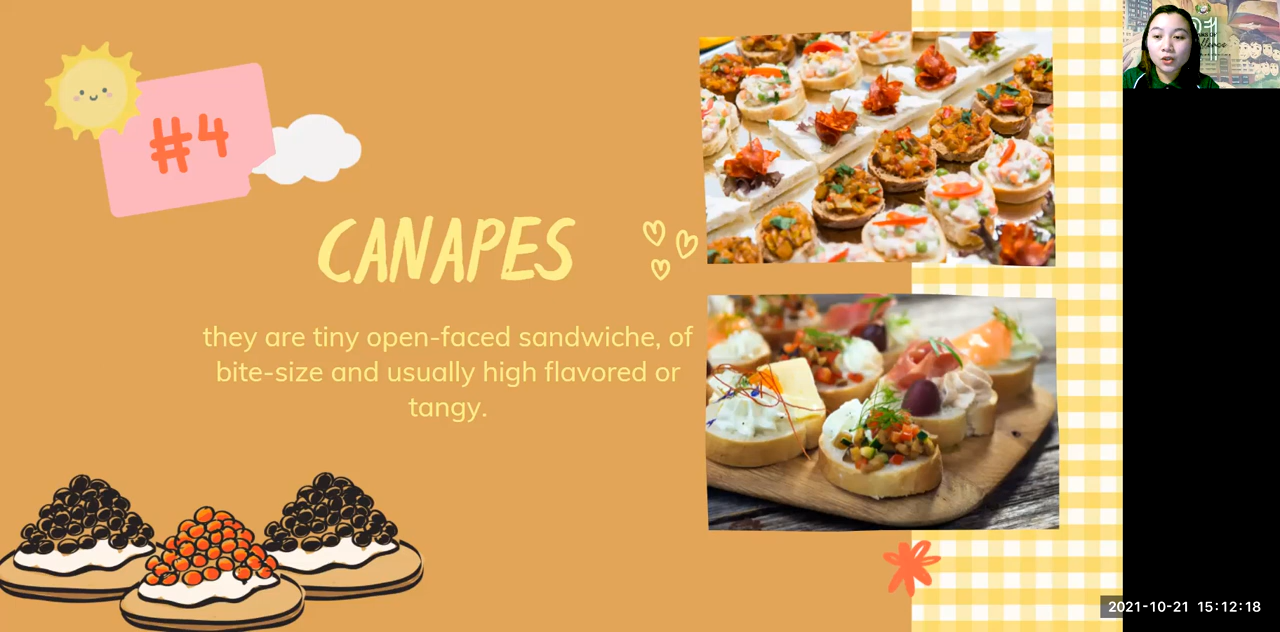 #4
CANAPES
they are tiny open-faced sandwiche, of
bite-size and usually high flavored or
tangy.
2021-10-21 15:12:18